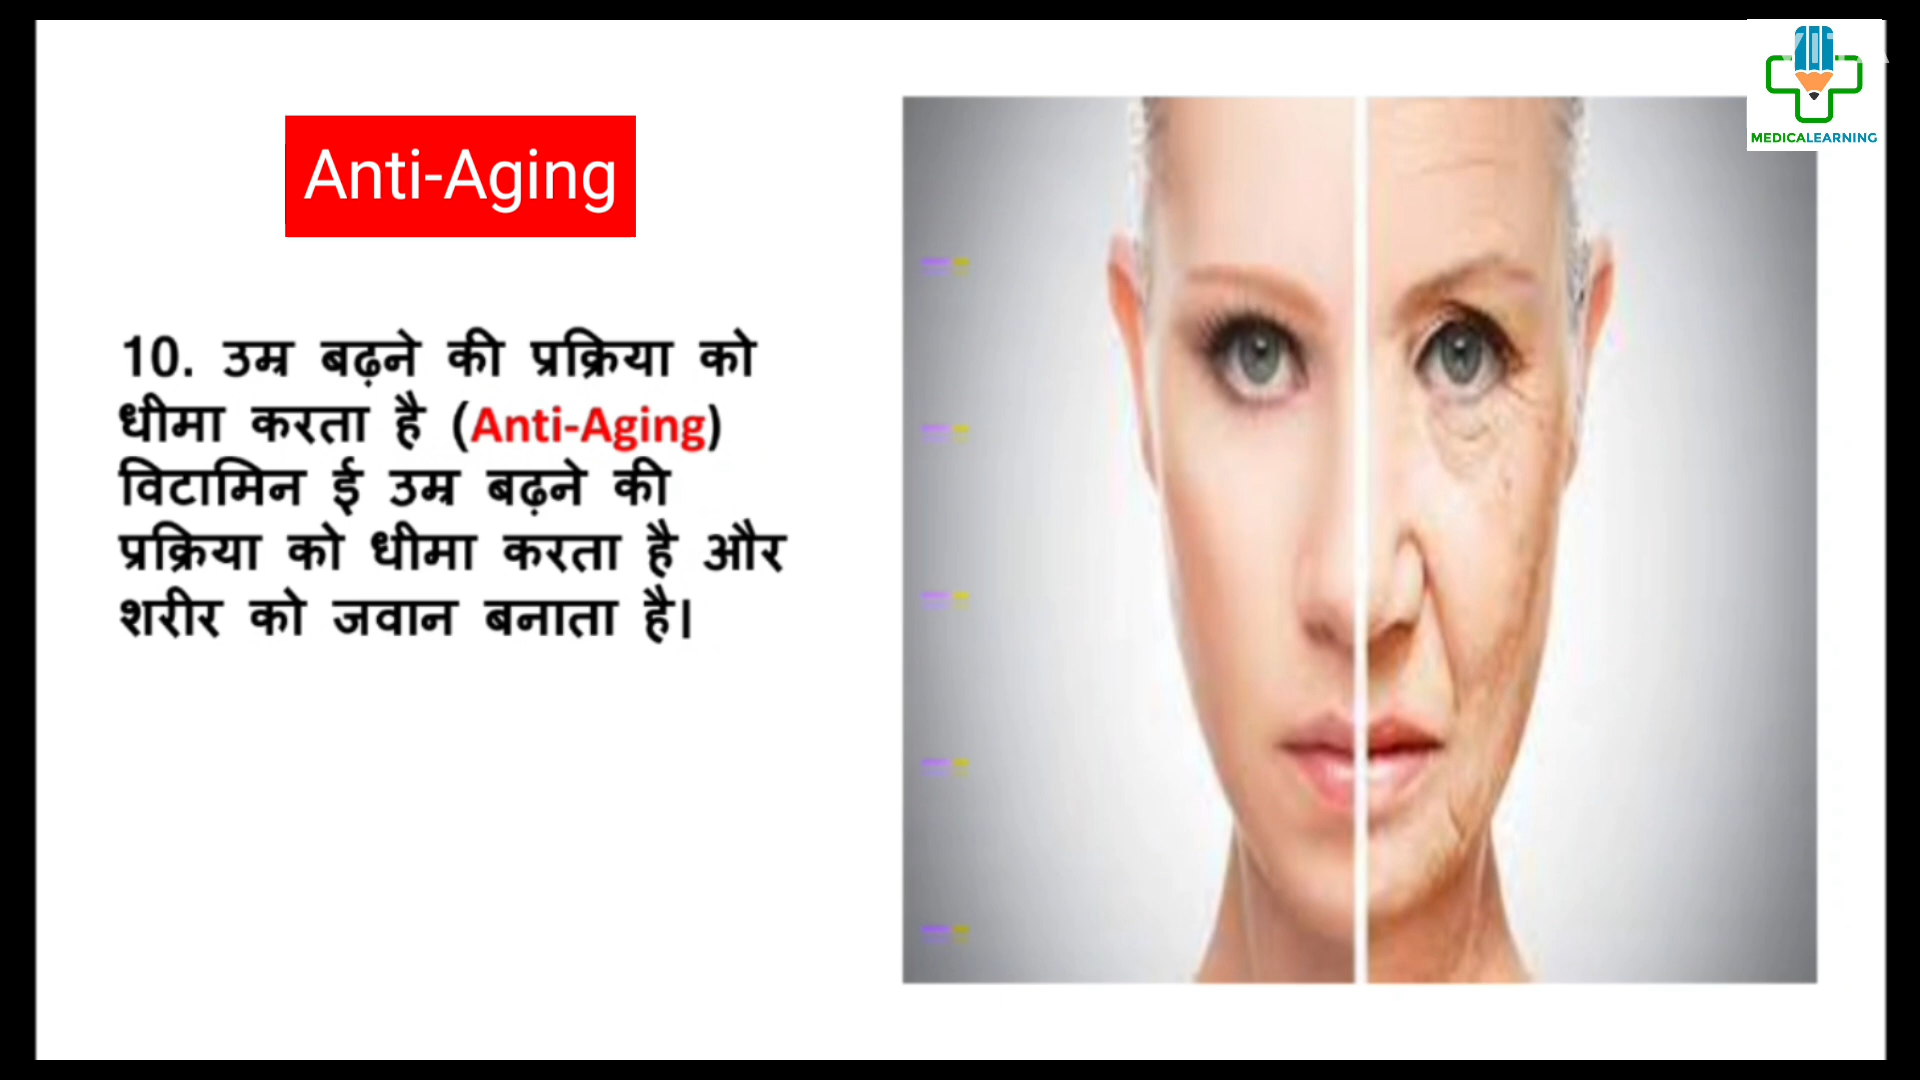 Anti-Aging
10. उम्र बढ़ने की प्रक्रिया को
धीमा करता है (Anti-Aging)
विटामिन ई उम्र बढ़ने की
प्रक्रिया को धीमा करता है और
शरीर को जवान बनाता है।
MEDICALEARNING